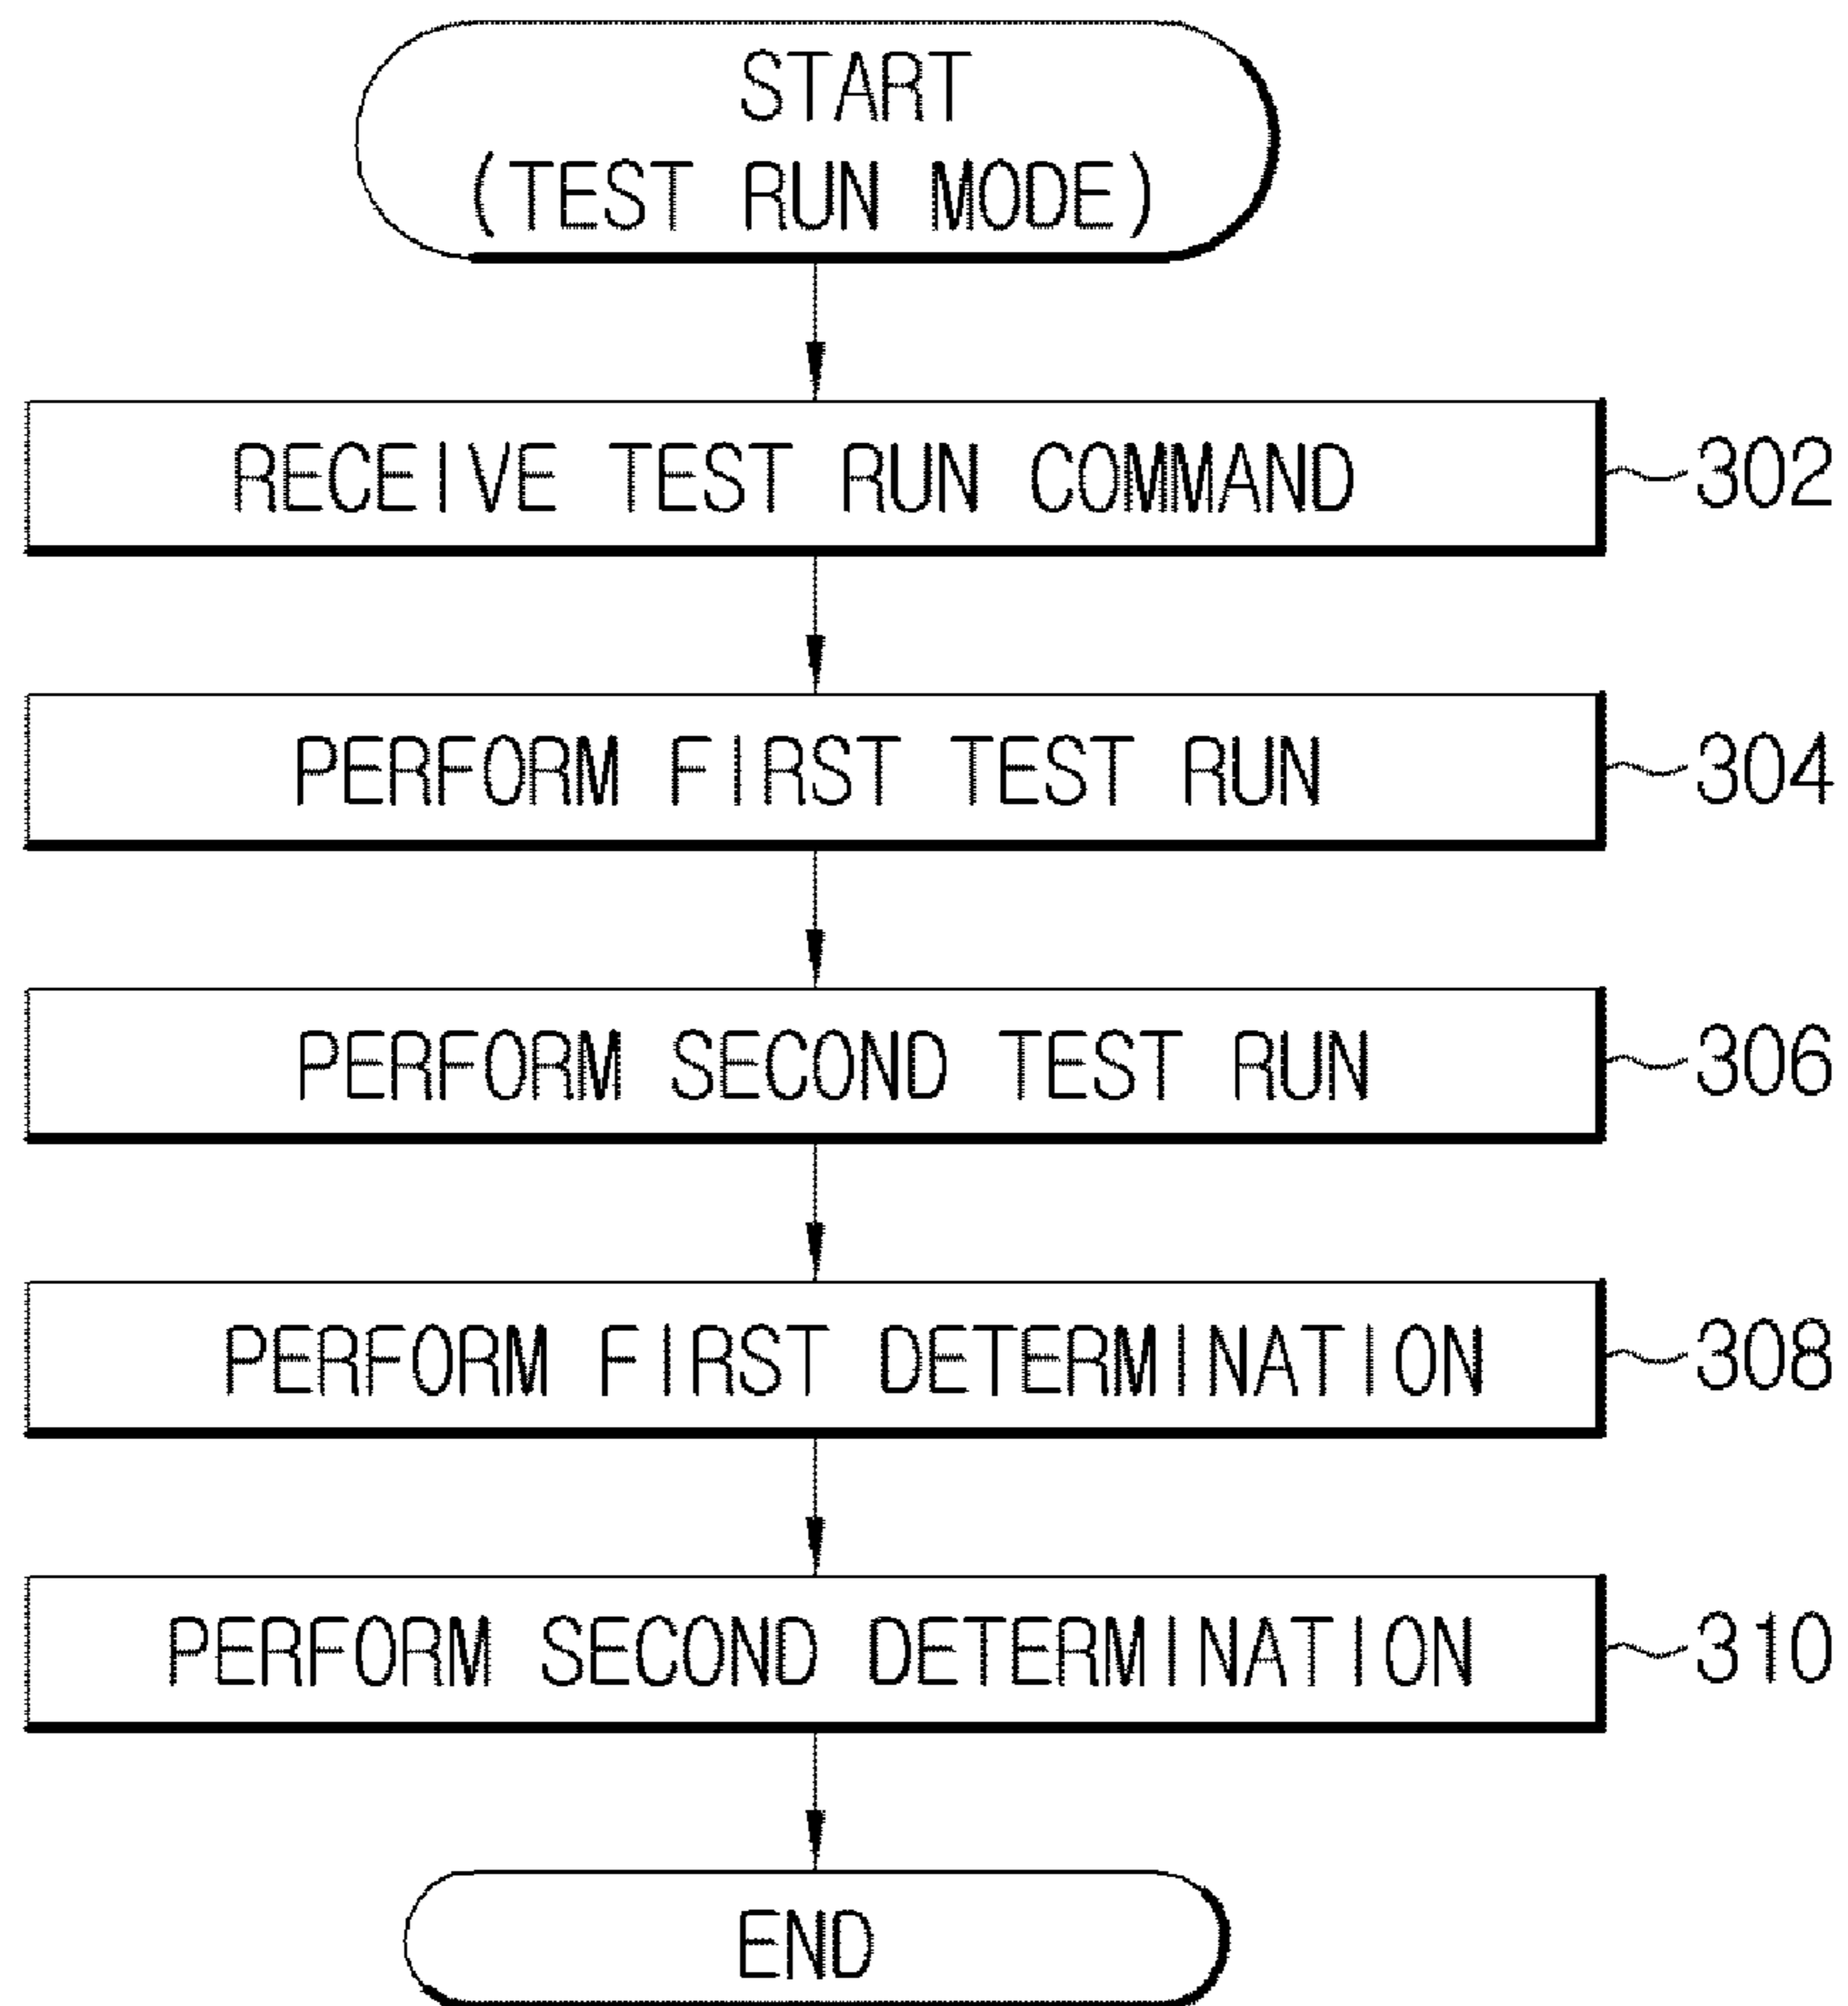 START
(TEST RUN MODE)
RECEIVE TEST RUN COMMAND
302
PERFORM FIRST TEST RUN
304
PERFORM SECOND TEST RUN
306
PERFORM FIRST DETERMINATION
308
PERFORM SECOND DETERMINATION
310
END